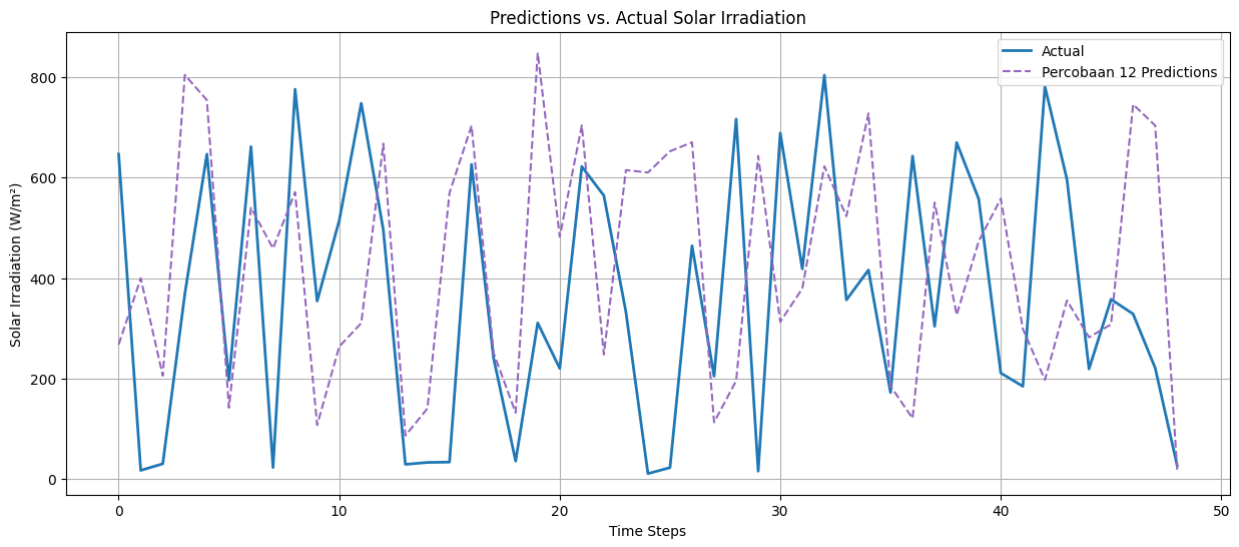 Predictions vs. Actual Solar Irradiation
Actual
Percobaan 12 Predictions
Solar Irradiation (W/m²)
800
600
400
200
0
0 10 20 30 40 50
Time Steps